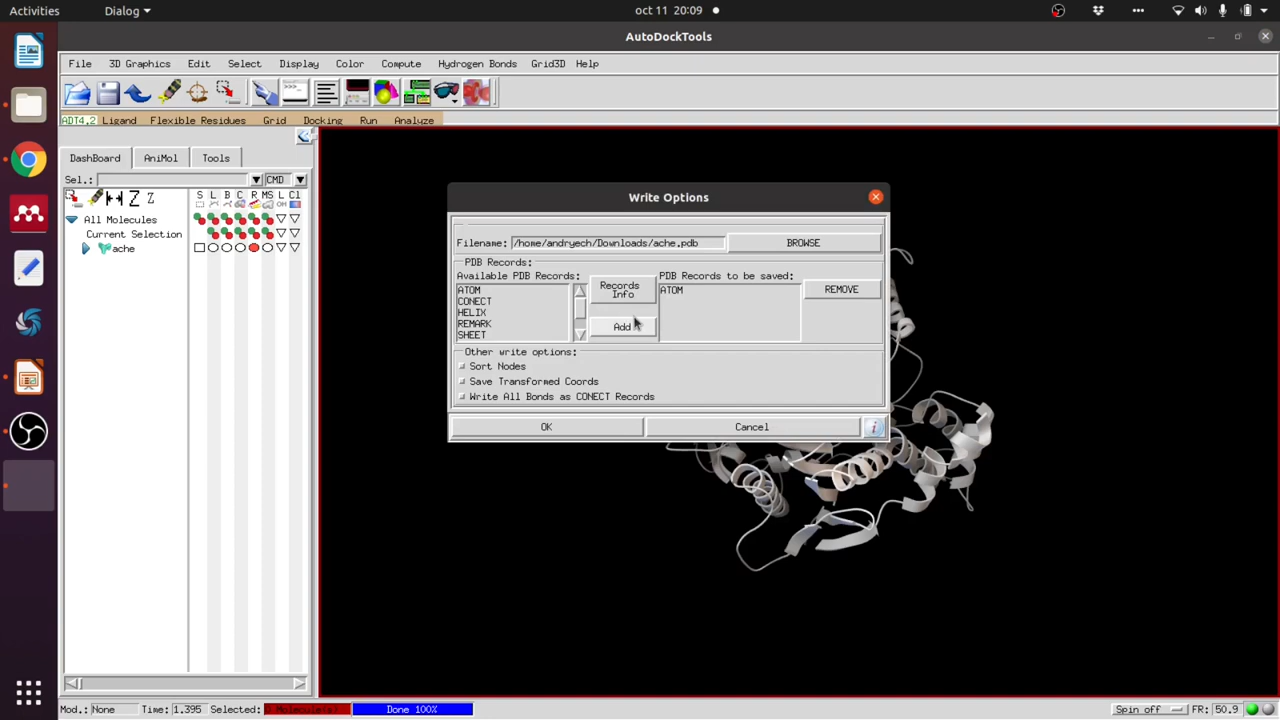 Activities
Dialog
oct 11 20:09
AutoDockTools
File 3D Graphics Edit Select Display Color Compute Hydrogen Bonds Grid3D Help
ADT4.2 Ligand Flexible Residues Grid Docking Run Analyze
DashBoard AniMol Tools
Sel.: CMD
S L B C R MS L Cl
All Molecules
Current Selection
ache
Write Options
Filename: /home/andryech/Downloads/ache.pdb BROWSE
PDB Records:
Available PDB Records:
ATOM
CONECT
HELIX
REMARK
SHEET
Records
Info
Add
PDB Records to be saved:
ATOM
REMOVE
Other write options:
Sort Nodes
Save Transformed Coords
Write All Bonds as CONECT Records
OK Cancel
Mod.: None Time: 1.395 Selected: 0 Molecule(s) Done 100% Spin off FR: 50.9